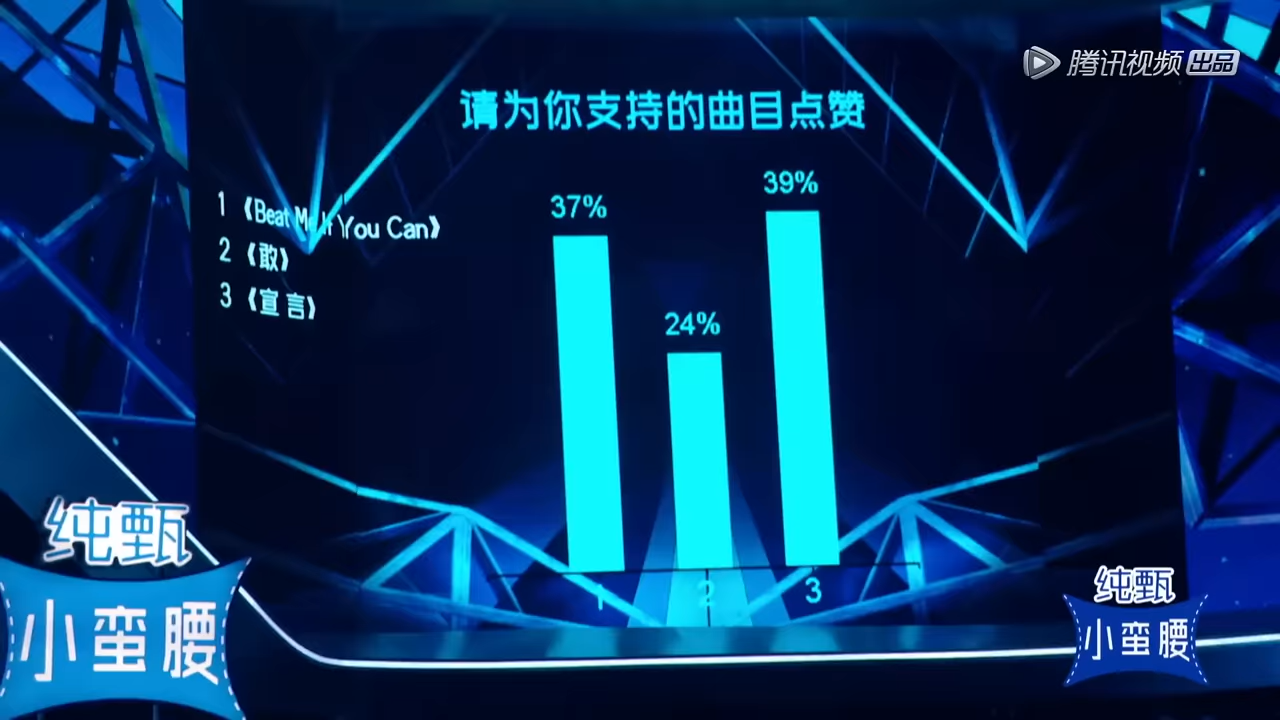 腾讯视频 出品
请为你支持的曲目点赞
1 《Beat Me If You Can》
2 《敢》
3 《宣言》
37%
24%
39%
1
2
3
纯甄
小蛮腰
纯甄
小蛮腰